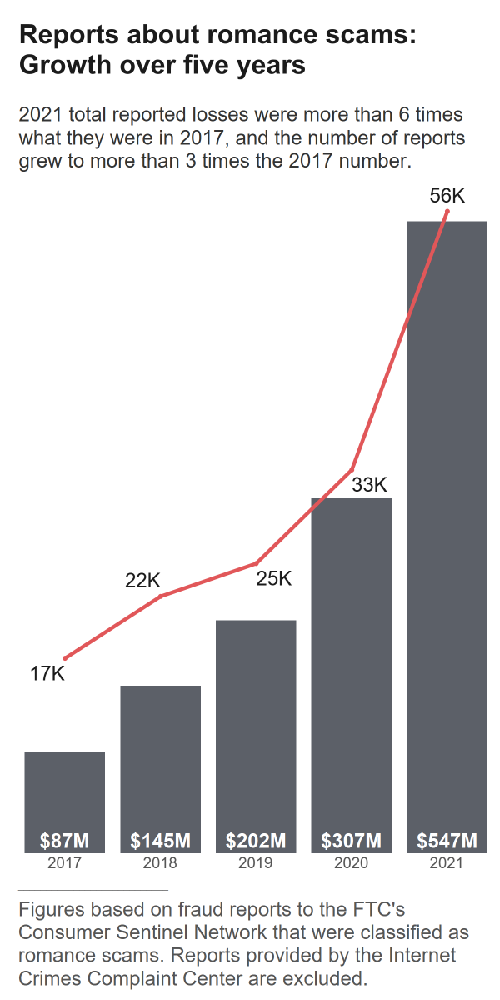 Reports about romance scams:
Growth over five years
2021 total reported losses were more than 6 times
what they were in 2017, and the number of reports
grew to more than 3 times the 2017 number.
56K
33K
25K
22K
17K
$87M
$145M
$202M
$307M
$547M
2017
2018
2019
2020
2021
Figures based on fraud reports to the FTC's
Consumer Sentinel Network that were classified as
romance scams. Reports provided by the Internet
Crimes Complaint Center are excluded.